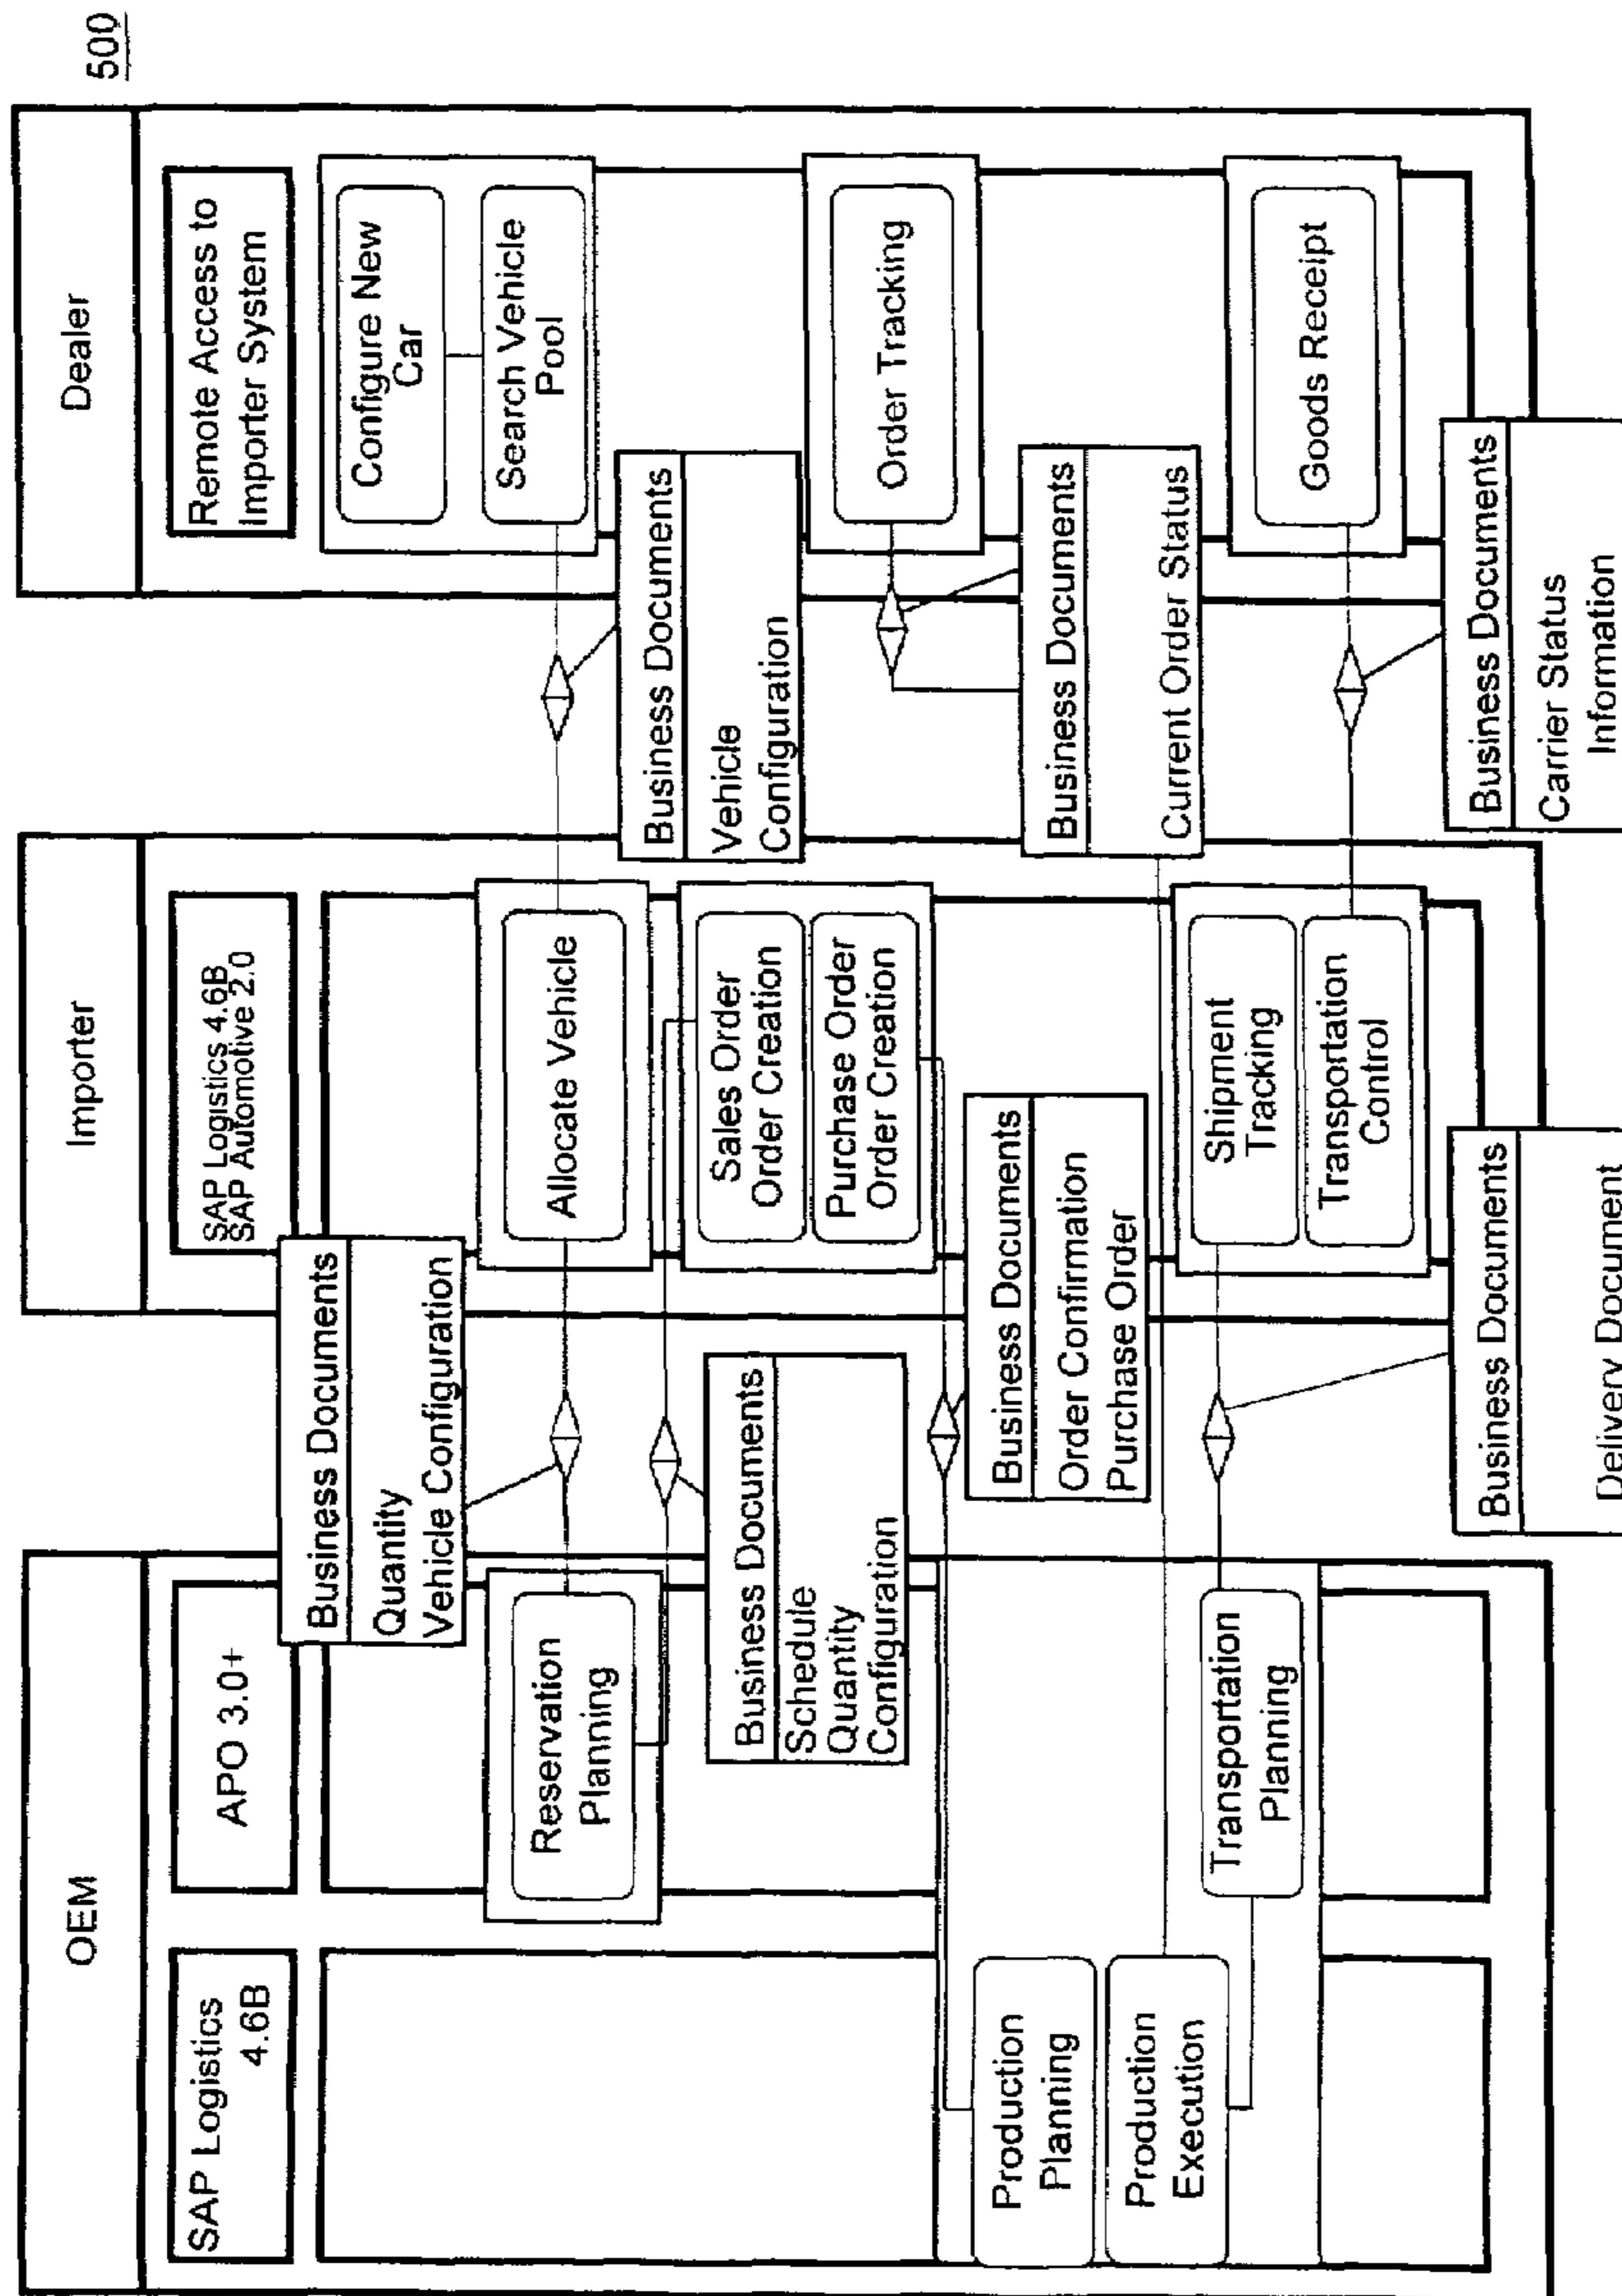 500
OEM
Importer
Dealer
SAP Logistics
4.6B
APO 3.0+
SAP Logistics 4.6B
SAP Automotive 2.0
Remote Access to
Importer System
Business Documents
Quantity
Vehicle Configuration
Configure New
Car
Search Vehicle
Pool
Reservation
Planning
Allocate Vehicle
Business Documents
Vehicle
Configuration
Business Documents
Schedule
Quantity
Configuration
Sales Order
Order Creation
Purchase Order
Order Creation
Order Tracking
Production
Planning
Business Documents
Order Confirmation
Purchase Order
Business Documents
Current Order Status
Production
Execution
Transportation
Planning
Shipment
Tracking
Transportation
Control
Goods Receipt
Business Documents
Delivery Document
Business Documents
Carrier Status
Information